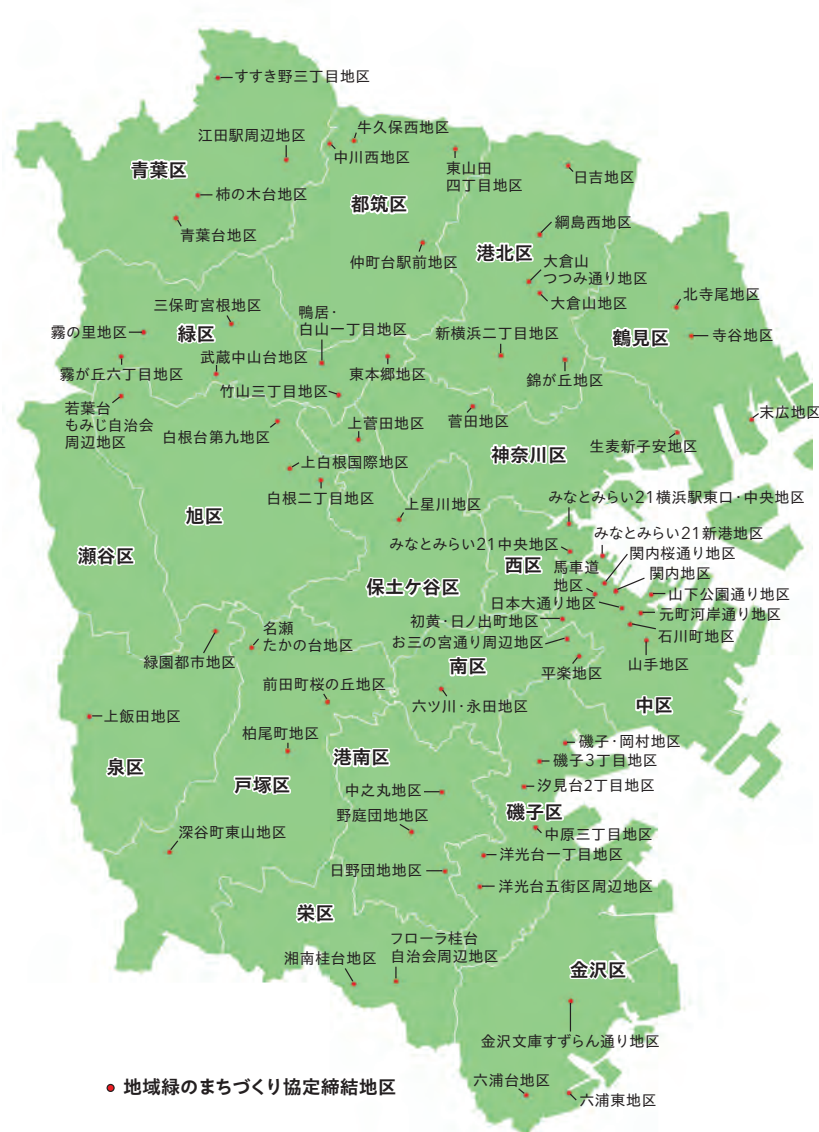 すすき野三丁目地区
牛久保西地区
江田駅周辺地区
中川西地区
東山田
四丁目地区
日吉地区
青葉区
柿の木台地区
都筑区
青葉台地区
綱島西地区
仲町台駅前地区
港北区
大倉山
つつみ通り地区
大倉山地区
北寺尾地区
三保町宮根地区
鴨居・
白山一丁目地区
霧の里地区
緑区
新横浜二丁目地区
鶴見区
寺谷地区
霧が丘六丁目地区
武蔵中山台地区
東本郷地区
錦が丘地区
竹山三丁目地区
若葉台
もみじ自治会
周辺地区
末広地区
白根台第九地区
上菅田地区
菅田地区
生麦新子安地区
神奈川区
上白根国際地区
白根二丁目地区
旭区
上星川地区
みなとみらい21横浜駅東口・中央地区
みなとみらい21新港地区
瀬谷区
みなとみらい21中央地区
西区
関内桜通り地区
馬車道
地区
関内地区
保土ケ谷区
山下公園通り地区
日本大通り地区
元町河岸通り地区
初黄・日ノ出町地区
石川町地区
名瀬
たかの台地区
お三の宮通り周辺地区
緑園都市地区
南区
平楽地区
山手地区
前田町桜の丘地区
六ツ川・永田地区
中区
上飯田地区
柏尾町地区
港南区
磯子・岡村地区
磯子3丁目地区
泉区
戸塚区
中之丸地区
汐見台2丁目地区
野庭団地地区
磯子区
中原三丁目地区
深谷町東山地区
洋光台一丁目地区
日野団地地区
洋光台五街区周辺地区
栄区
フローラ桂台
自治会周辺地区
湘南桂台地区
金沢区
金沢文庫すずらん通り地区
六浦台地区
六浦東地区
地域緑のまちづくり協定締結地区